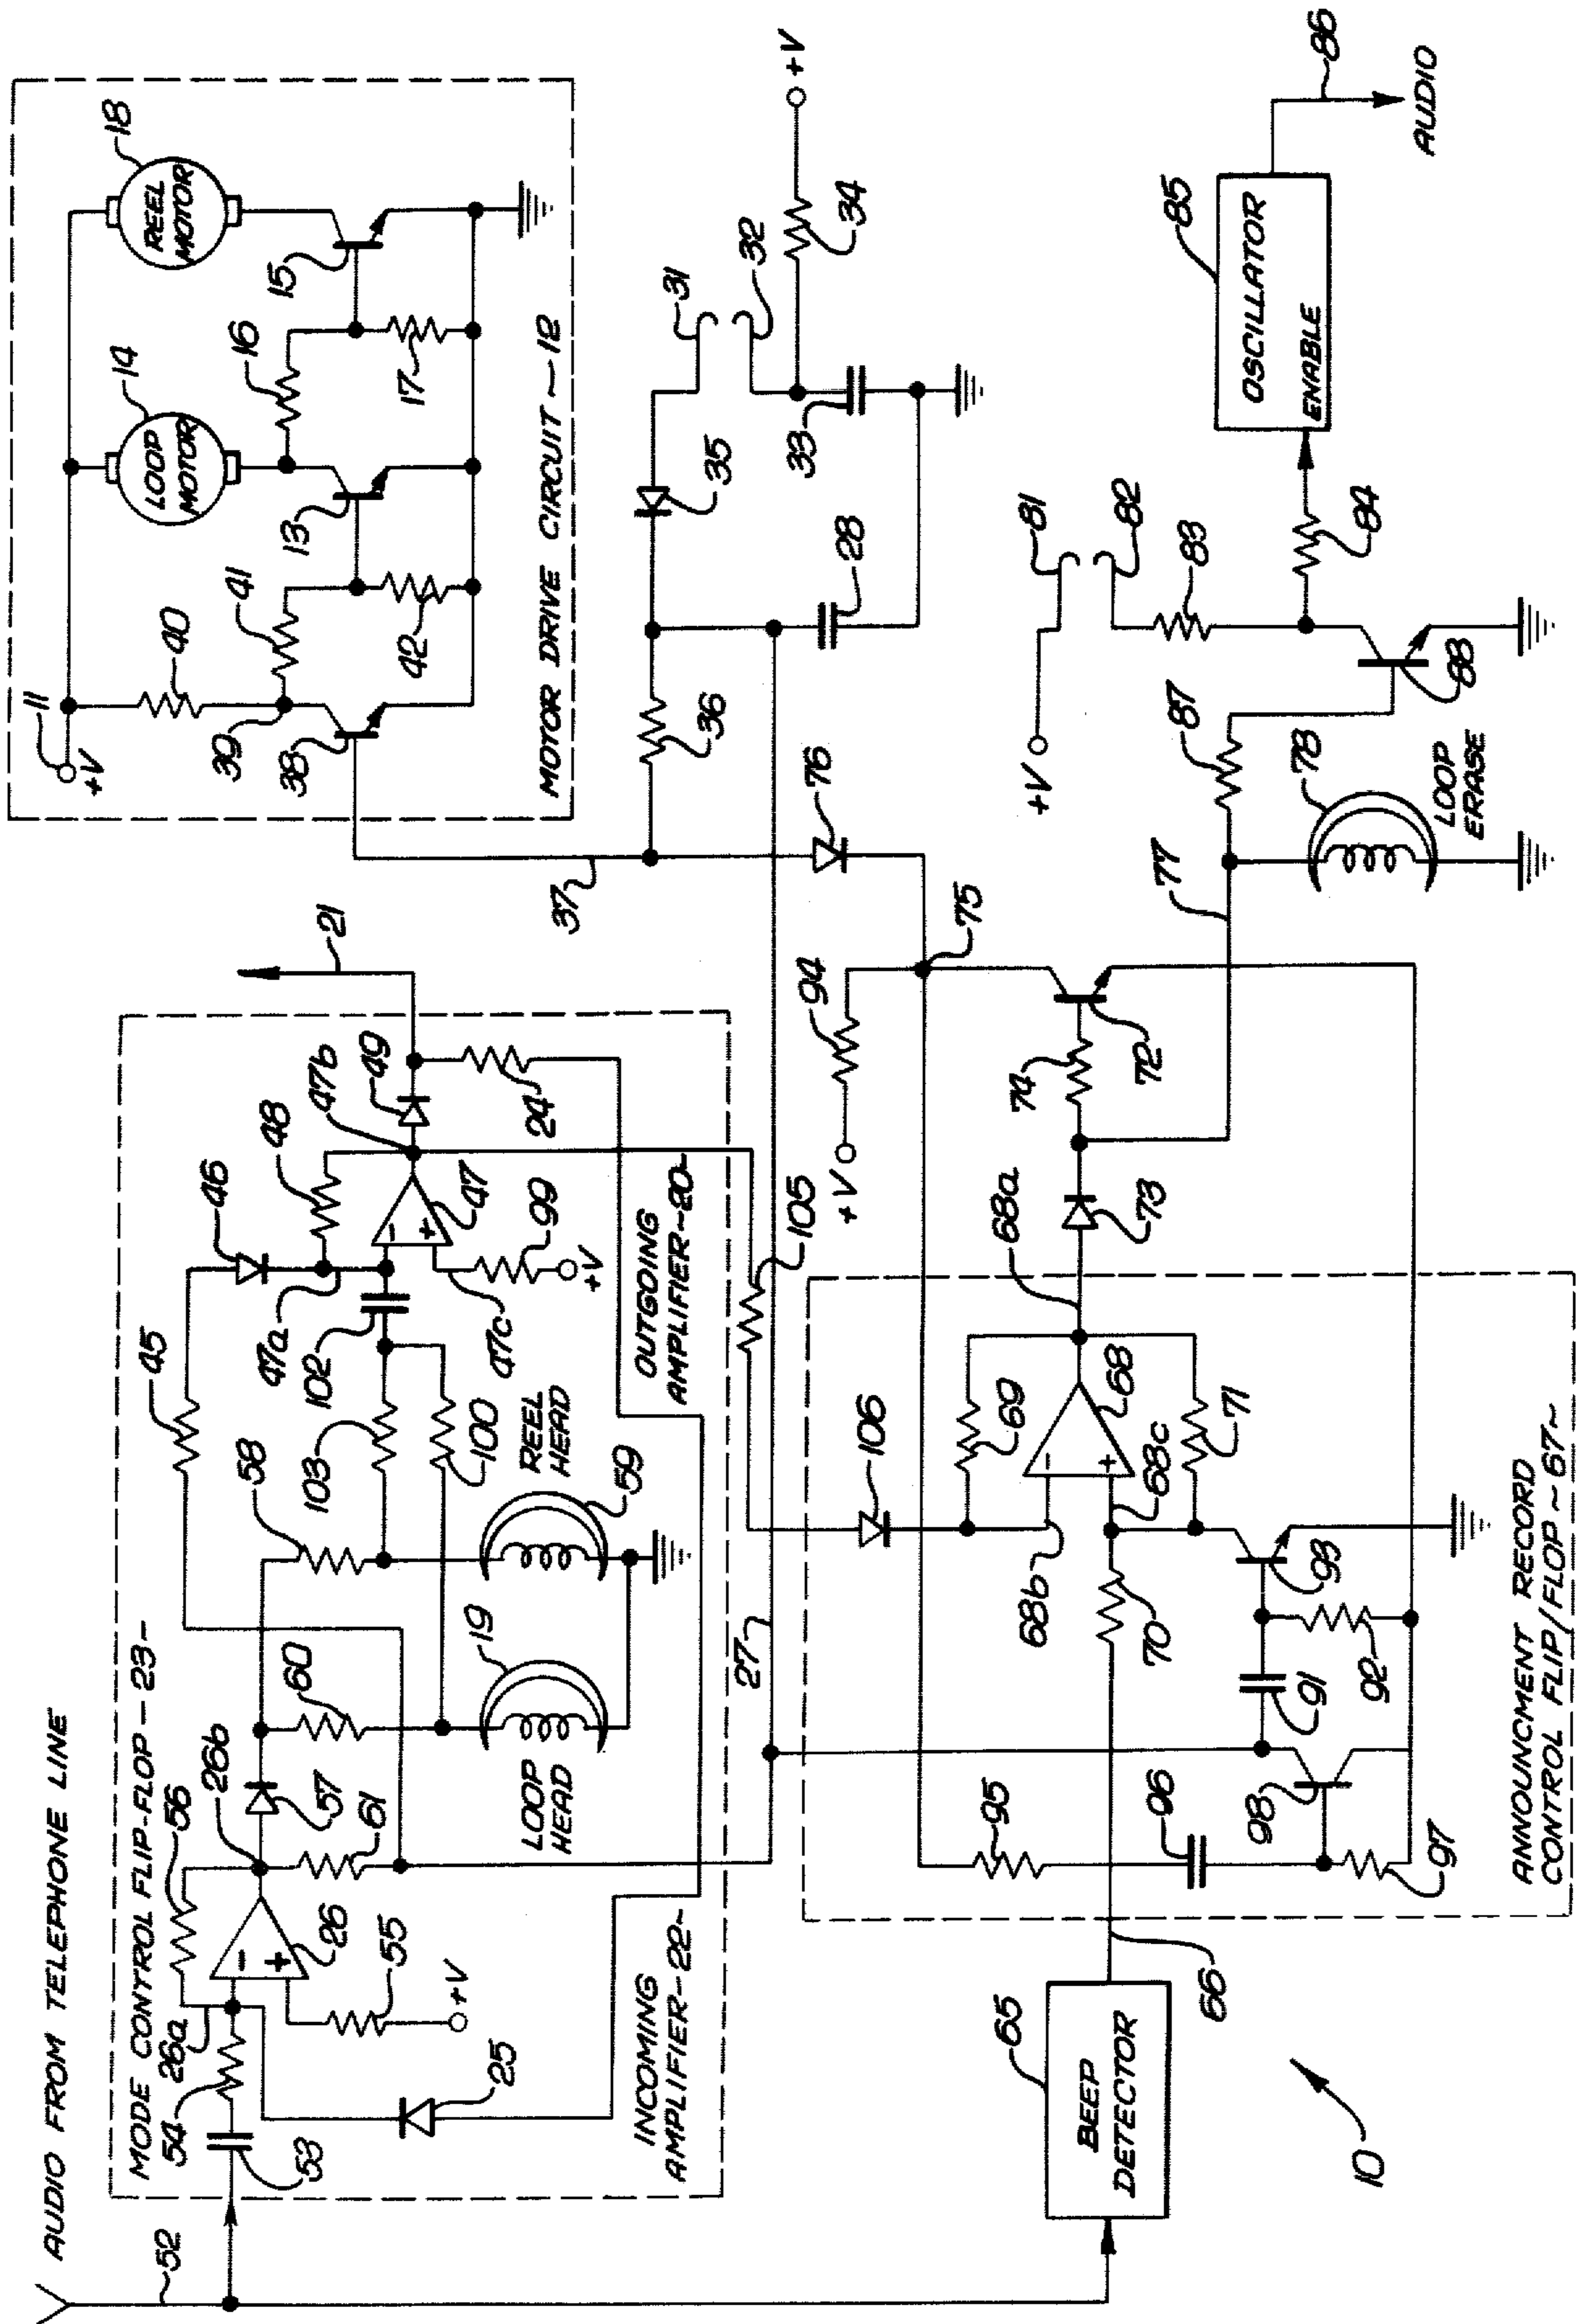 AUDIO FROM TELEPHONE LINE
52
MODE CONTROL FLIP-FLOP -23-
54
26a
56
26b
53
26
55
+V
25
INCOMING
AMPLIFIER-22-
57
61
60
58
45
46
48
47a
102
103
100
47b
49
21
47
47c
99
+V
24
19
LOOP
HEAD
59
REEL
HEAD
OUTGOING
AMPLIFIER-20-
27
105
11
+V
40
39
38
41
42
13
14
LOOP
MOTOR
16
15
17
18
REEL
MOTOR
MOTOR DRIVE CIRCUIT ~12
37
36
35
28
31
32
33
34
+V
76
75
94
+V
65
BEEP
DETECTOR
66
10
106
69
68
68a
68b
68c
70
71
73
74
72
77
95
96
97
98
91
92
93
ANNOUNCMENT RECORD
CONTROL FLIP/FLOP ~67~
+V
81
82
83
84
87
78
LOOP
ERASE
88
85
OSCILLATOR
ENABLE
86
AUDIO